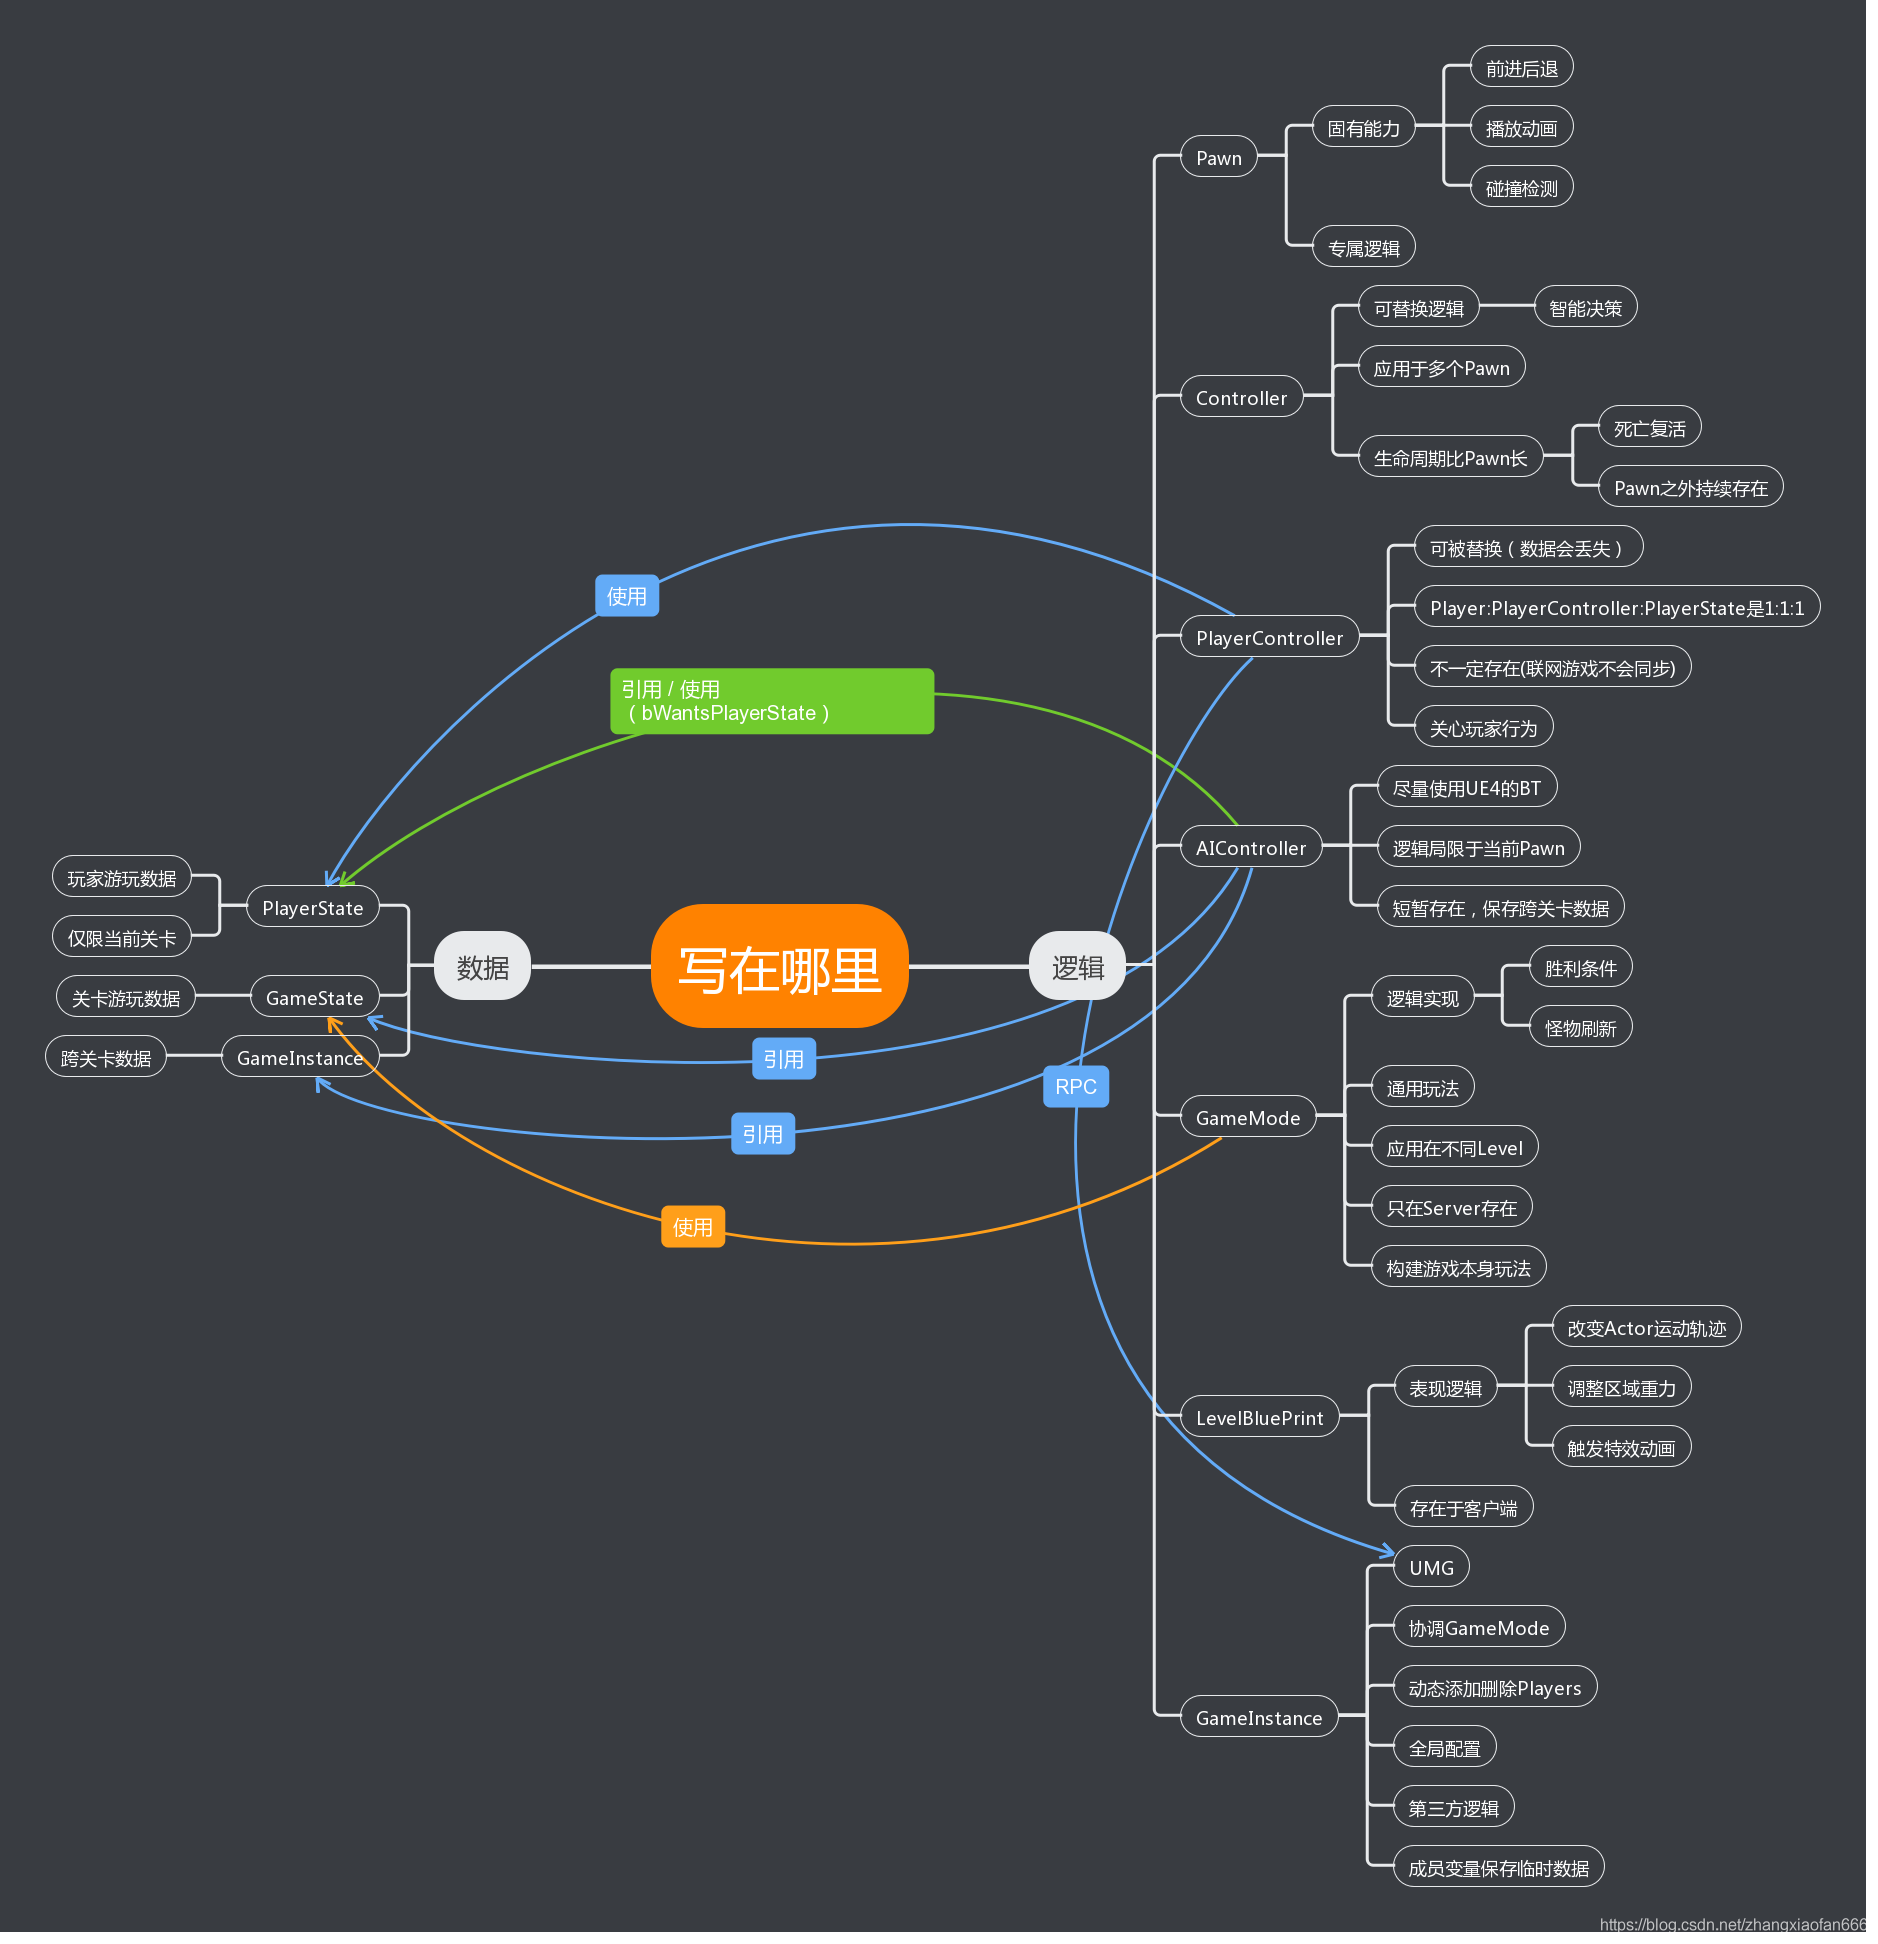 写在哪里
数据
PlayerState
玩家游玩数据
仅限当前关卡
GameState
关卡游玩数据
GameInstance
跨关卡数据
使用
引用 / 使用
（bWantsPlayerState）
引用
引用
使用
RPC
逻辑
Pawn
固有能力
前进后退
播放动画
碰撞检测
专属逻辑
Controller
可替换逻辑
智能决策
应用于多个Pawn
生命周期比Pawn长
死亡复活
Pawn之外持续存在
PlayerController
可被替换（数据会丢失）
Player:PlayerController:PlayerState是1:1:1
不一定存在(联网游戏不会同步)
关心玩家行为
AIController
尽量使用UE4的BT
逻辑局限于当前Pawn
短暂存在，保存跨关卡数据
GameMode
逻辑实现
胜利条件
怪物刷新
通用玩法
应用在不同Level
只在Server存在
构建游戏本身玩法
LevelBluePrint
表现逻辑
改变Actor运动轨迹
调整区域重力
触发特效动画
存在于客户端
GameInstance
UMG
协调GameMode
动态添加删除Players
全局配置
第三方逻辑
成员变量保存临时数据
https://blog.csdn.net/zhangxiaofan666